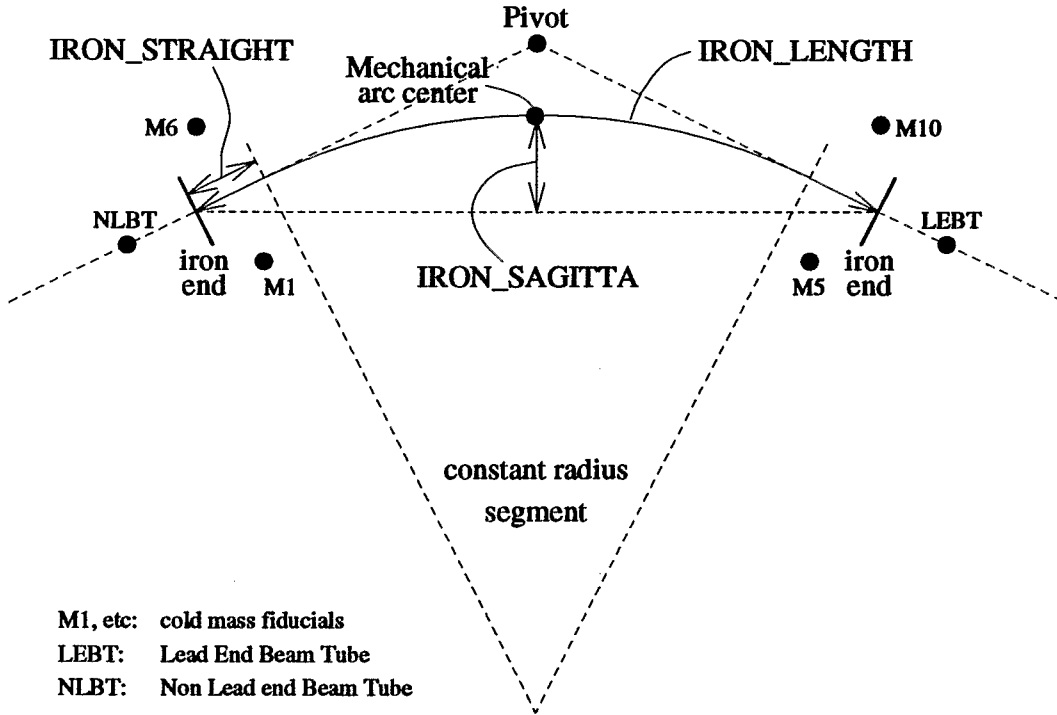 Pivot
IRON_STRAIGHT
IRON_LENGTH
Mechanical
arc center
M6
M10
NLBT
LEBT
iron
end
M1
IRON_SAGITTA
M5
iron
end
constant radius
segment
M1, etc: cold mass fiducials
LEBT: Lead End Beam Tube
NLBT: Non Lead end Beam Tube